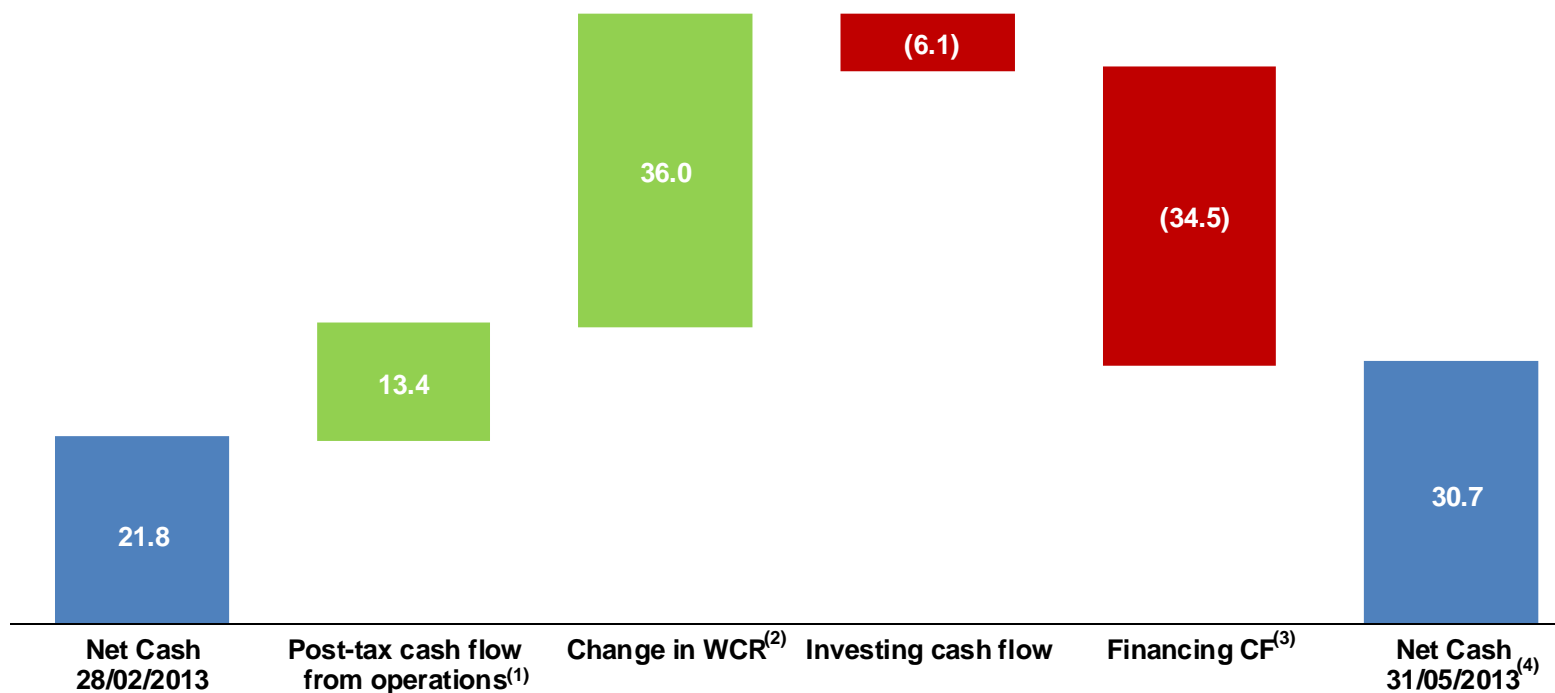 (6.1)
36.0
(34.5)
13.4
30.7
21.8
Net Cash
28/02/2013
Post-tax cash flow
from operations(1)
Change in WCR(2)
Investing cash flow
Financing CF(3)
Net Cash
31/05/2013(4)